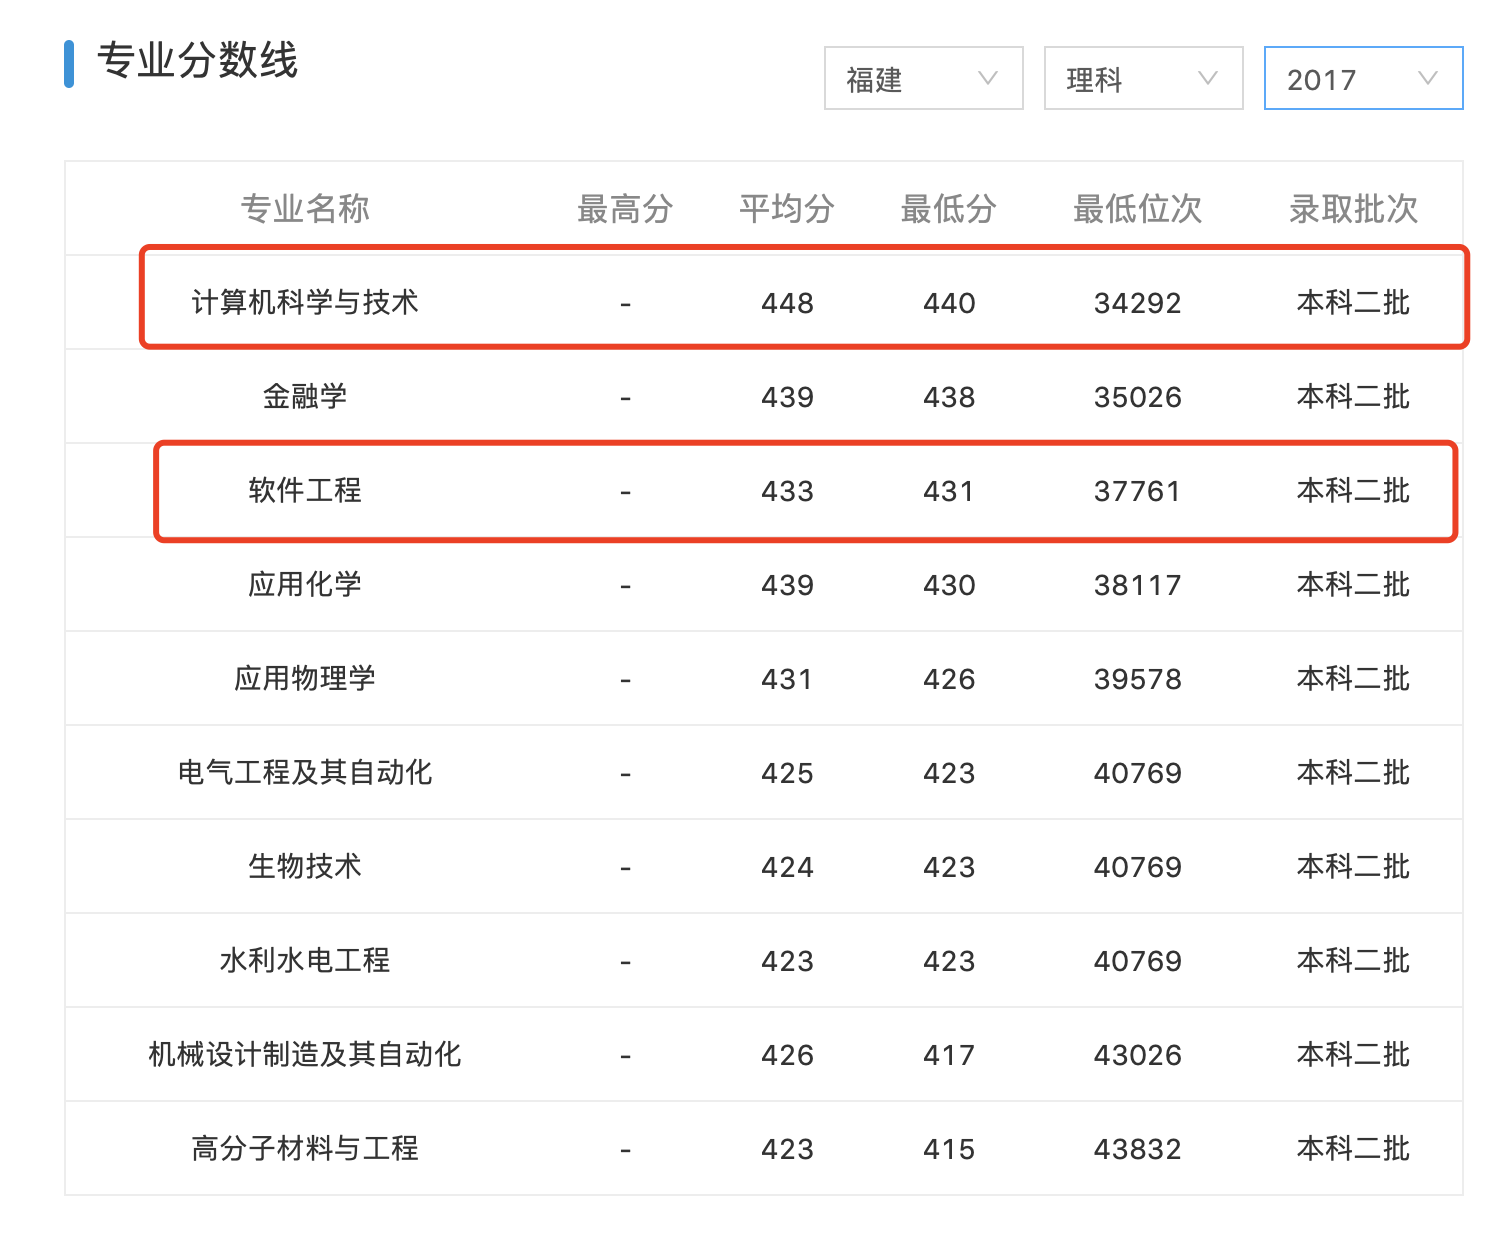 专业分数线
福建 理科 2017
专业名称 最高分 平均分 最低分 最低位次 录取批次
计算机科学与技术 - 448 440 34292 本科二批
金融学 - 439 438 35026 本科二批
软件工程 - 433 431 37761 本科二批
应用化学 - 439 430 38117 本科二批
应用物理学 - 431 426 39578 本科二批
电气工程及其自动化 - 425 423 40769 本科二批
生物技术 - 424 423 40769 本科二批
水利水电工程 - 423 423 40769 本科二批
机械设计制造及其自动化 - 426 417 43026 本科二批
高分子材料与工程 - 423 415 43832 本科二批